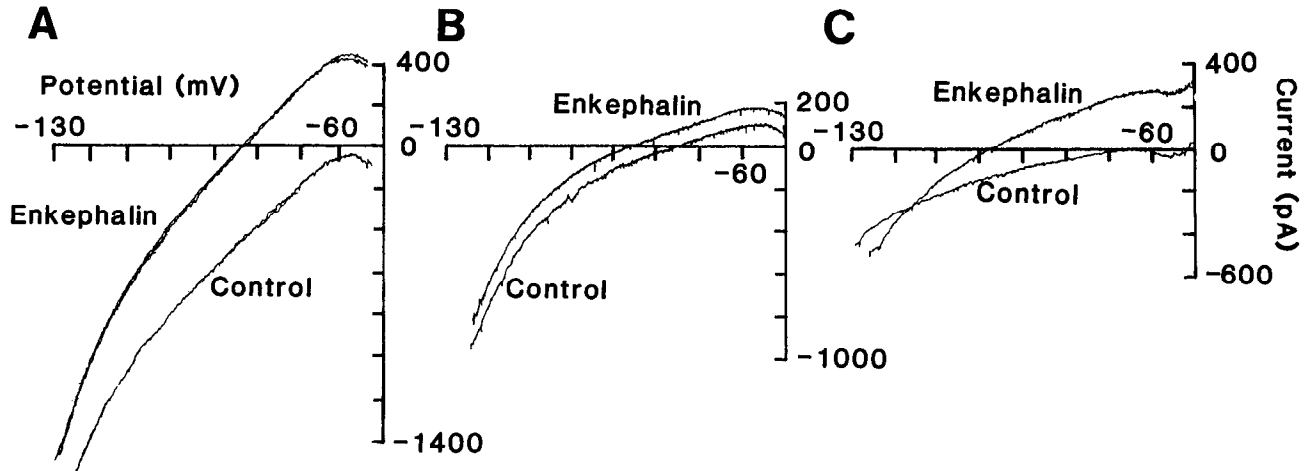 A
Potential (mV)
-130
-60
400
0
Enkephalin
Control
-1400
B
Enkephalin
-130
200
0
-60
Control
-1000
C
Enkephalin
-130
-60
400
0
Control
-600
Current (pA)